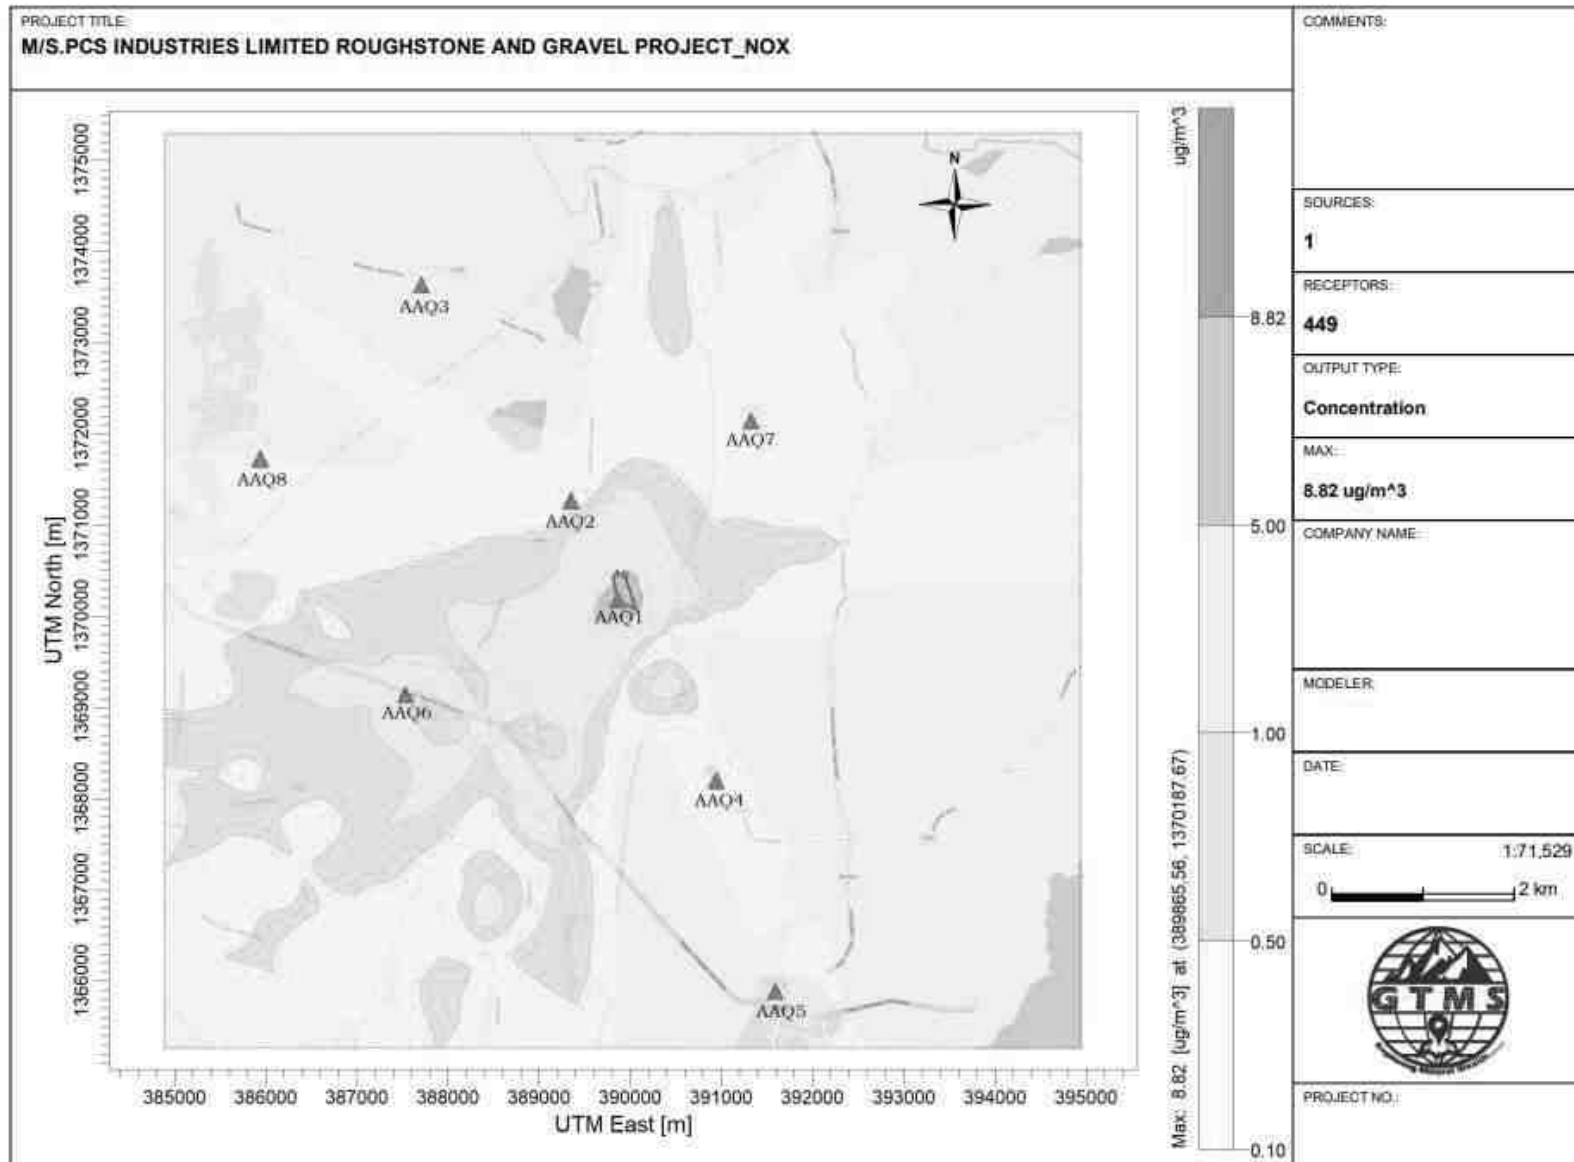 PROJECT TITLE:
M/S.PCS INDUSTRIES LIMITED ROUGHSTONE AND GRAVEL PROJECT_NOX
COMMENTS:
SOURCES:
1
RECEPTORS:
449
OUTPUT TYPE:
Concentration
MAX:
8.82 ug/m^3
COMPANY NAME:
MODELER:
DATE:
SCALE: 1:71,529
0 2 km
GTMS
PROJECT NO.:
UTM North [m]
1375000
1374000
1373000
1372000
1371000
1370000
1369000
1368000
1367000
1366000
N
AAQ3
AAQ7
AAQ8
AAQ2
AAQ1
AAQ6
AAQ4
AAQ5
385000 386000 387000 388000 389000 390000 391000 392000 393000 394000 395000
UTM East [m]
ug/m^3
8.82
5.00
1.00
0.50
0.10
Max: 8.82 [ug/m^3] at (389865.56, 1370187.67)